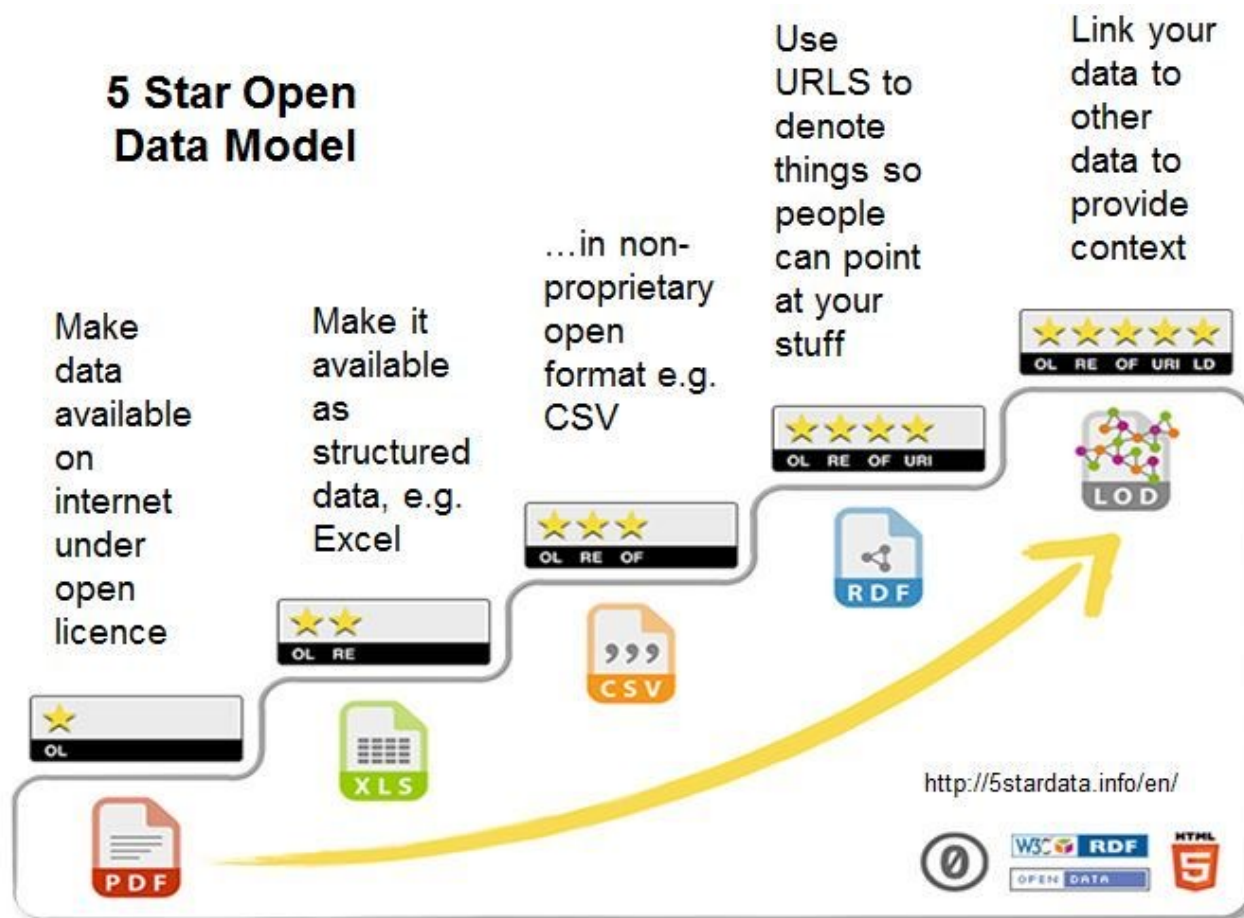 5 Star Open
Data Model
Make
data
available
on
internet
under
open
licence
OL
PDF
Make it
available
as
structured
data, e.g.
Excel
OL RE
XLS
…in non-
proprietary
open
format e.g.
CSV
OL RE OF
,,,
CSV
Use
URLS to
denote
things so
people
can point
at your
stuff
OL RE OF URI
RDF
Link your
data to
other
data to
provide
context
OL RE OF URI LD
LOD
http://5stardata.info/en/
0
W3C RDF
OPEN DATA
HTML
5